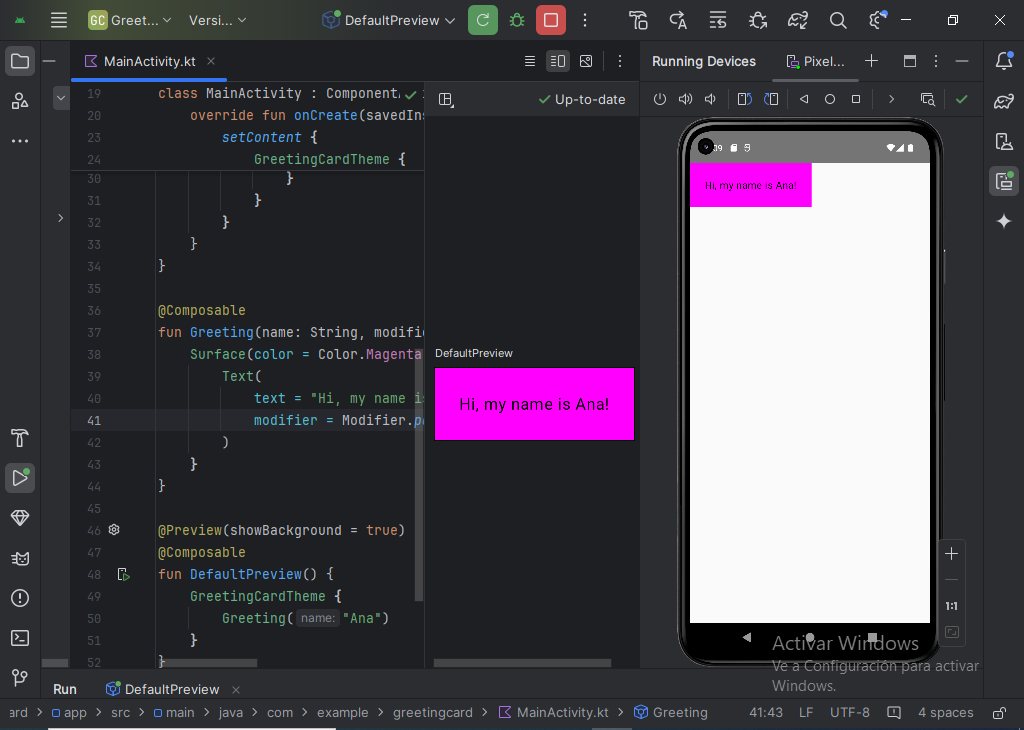 GC Greet... Versi... DefaultPreview
MainActivity.kt
Running Devices Pixel...
Up-to-date
19 class MainActivity : Component
20 override fun onCreate(savedIns
22 setContent {
24 GreetingCardTheme {
30 }
31 }
32 }
33 }
34 }
35
36 @Composable
37 fun Greeting(name: String, modifie
38 Surface(color = Color.Magenta
39 Text(
40 text = "Hi, my name is
41 modifier = Modifier.pa
42 )
43 }
44 }
45
46 @Preview(showBackground = true)
47 @Composable
48 fun DefaultPreview() {
49 GreetingCardTheme {
50 Greeting( name: "Ana")
51 }
52 }
DefaultPreview
Hi, my name is Ana!
Hi, my name is Ana!
1:1
Activar Windows
Ve a Configuración para activar
Windows.
Run DefaultPreview
ard > app > src > main > java > com > example > greetingcard > MainActivity.kt > Greeting 41:43 LF UTF-8 4 spaces